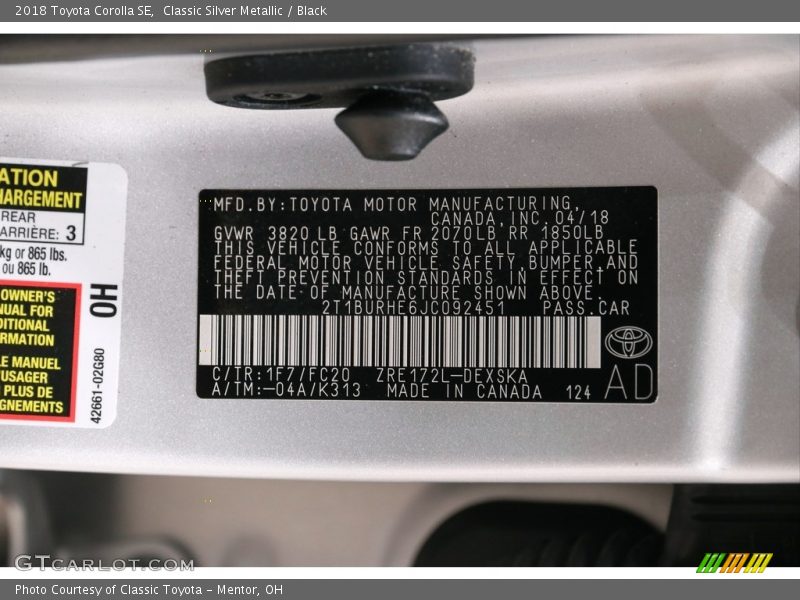 2018 Toyota Corolla SE, Classic Silver Metallic / Black
ATION
HARGEMENT
REAR
ARRIÈRE: 3
kg or 865 lbs.
ou 865 lb.
OWNER'S
NUAL FOR
DITIONAL
RMATION
LE MANUEL
'USAGER
PLUS DE
GNEMENTS
OH
42661-02G80
MFD.BY:TOYOTA MOTOR MANUFACTURING,
CANADA,INC.04/18
GVWR 3820 LB GAWR FR 2070LB RR 1850LB
THIS VEHICLE CONFORMS TO ALL APPLICABLE
FEDERAL MOTOR VEHICLE SAFETY,BUMPER AND
THEFT PREVENTION STANDARDS IN EFFECT ON
THE DATE OF MANUFACTURE SHOWN ABOVE.
2T1BURHE6JC092451 PASS.CAR
C/TR:1F7/FC20 ZRE172L-DEXSKA
A/TM:-04A/K313 MADE IN CANADA 124
AD
GTCARLOT.COM
Photo Courtesy of Classic Toyota - Mentor, OH